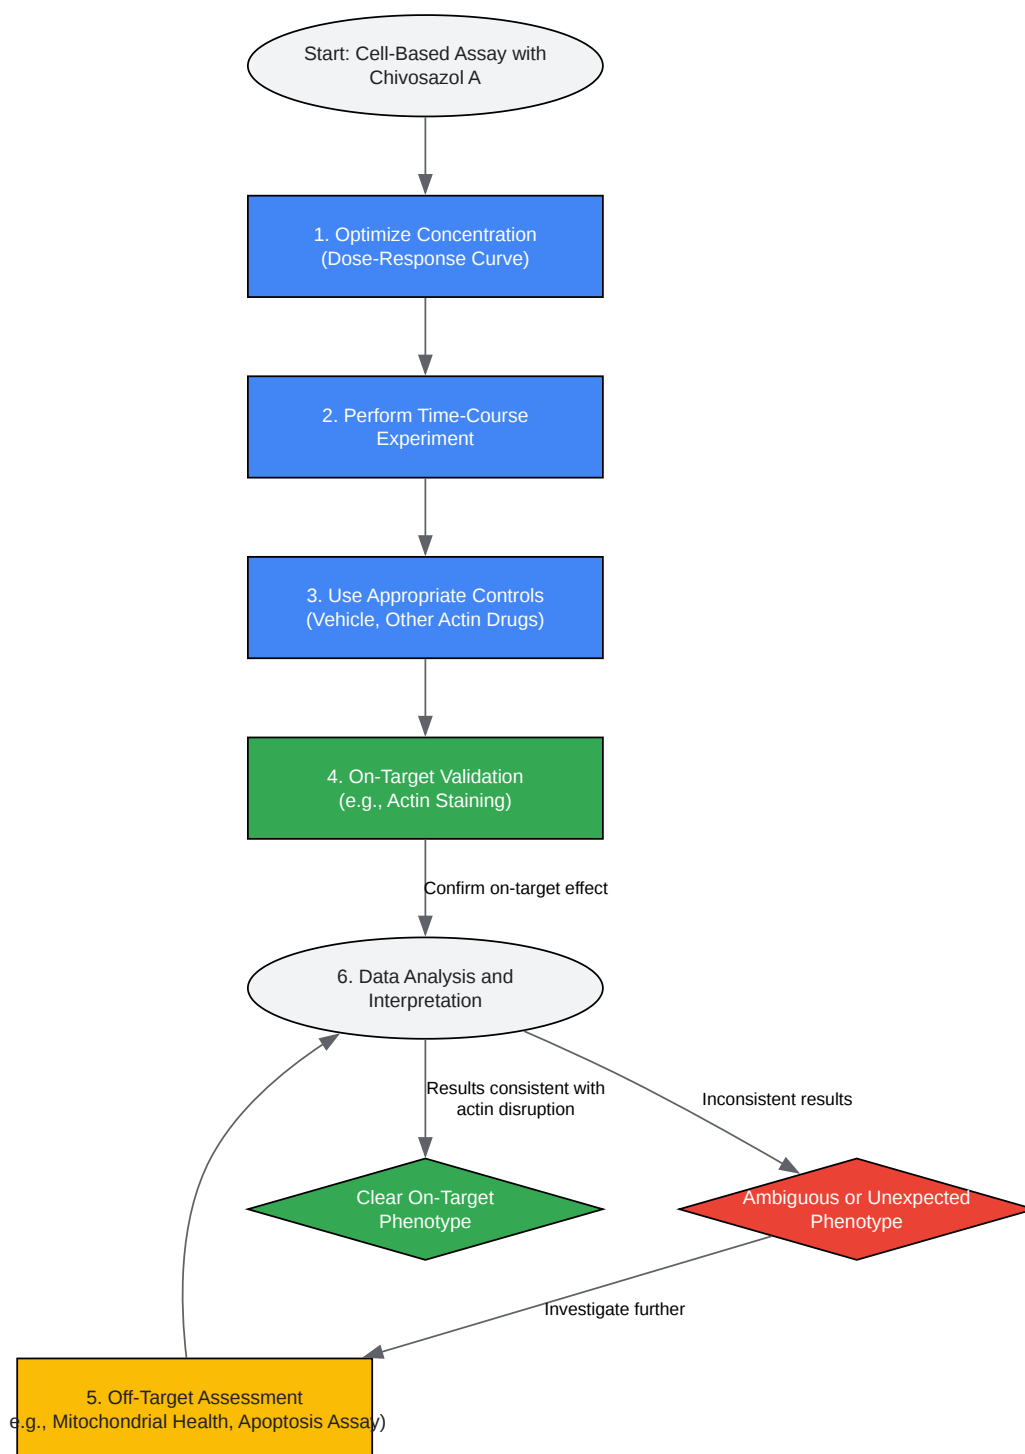 Start: Cell-Based Assay with
Chivosazol A
1. Optimize Concentration
(Dose-Response Curve)
2. Perform Time-Course
Experiment
3. Use Appropriate Controls
(Vehicle, Other Actin Drugs)
4. On-Target Validation
(e.g., Actin Staining)
Confirm on-target effect
6. Data Analysis and
Interpretation
Results consistent with
actin disruption
Inconsistent results
Clear On-Target
Phenotype
Ambiguous or Unexpected
Phenotype
Investigate further
5. Off-Target Assessment
e.g., Mitochondrial Health, Apoptosis Assay)